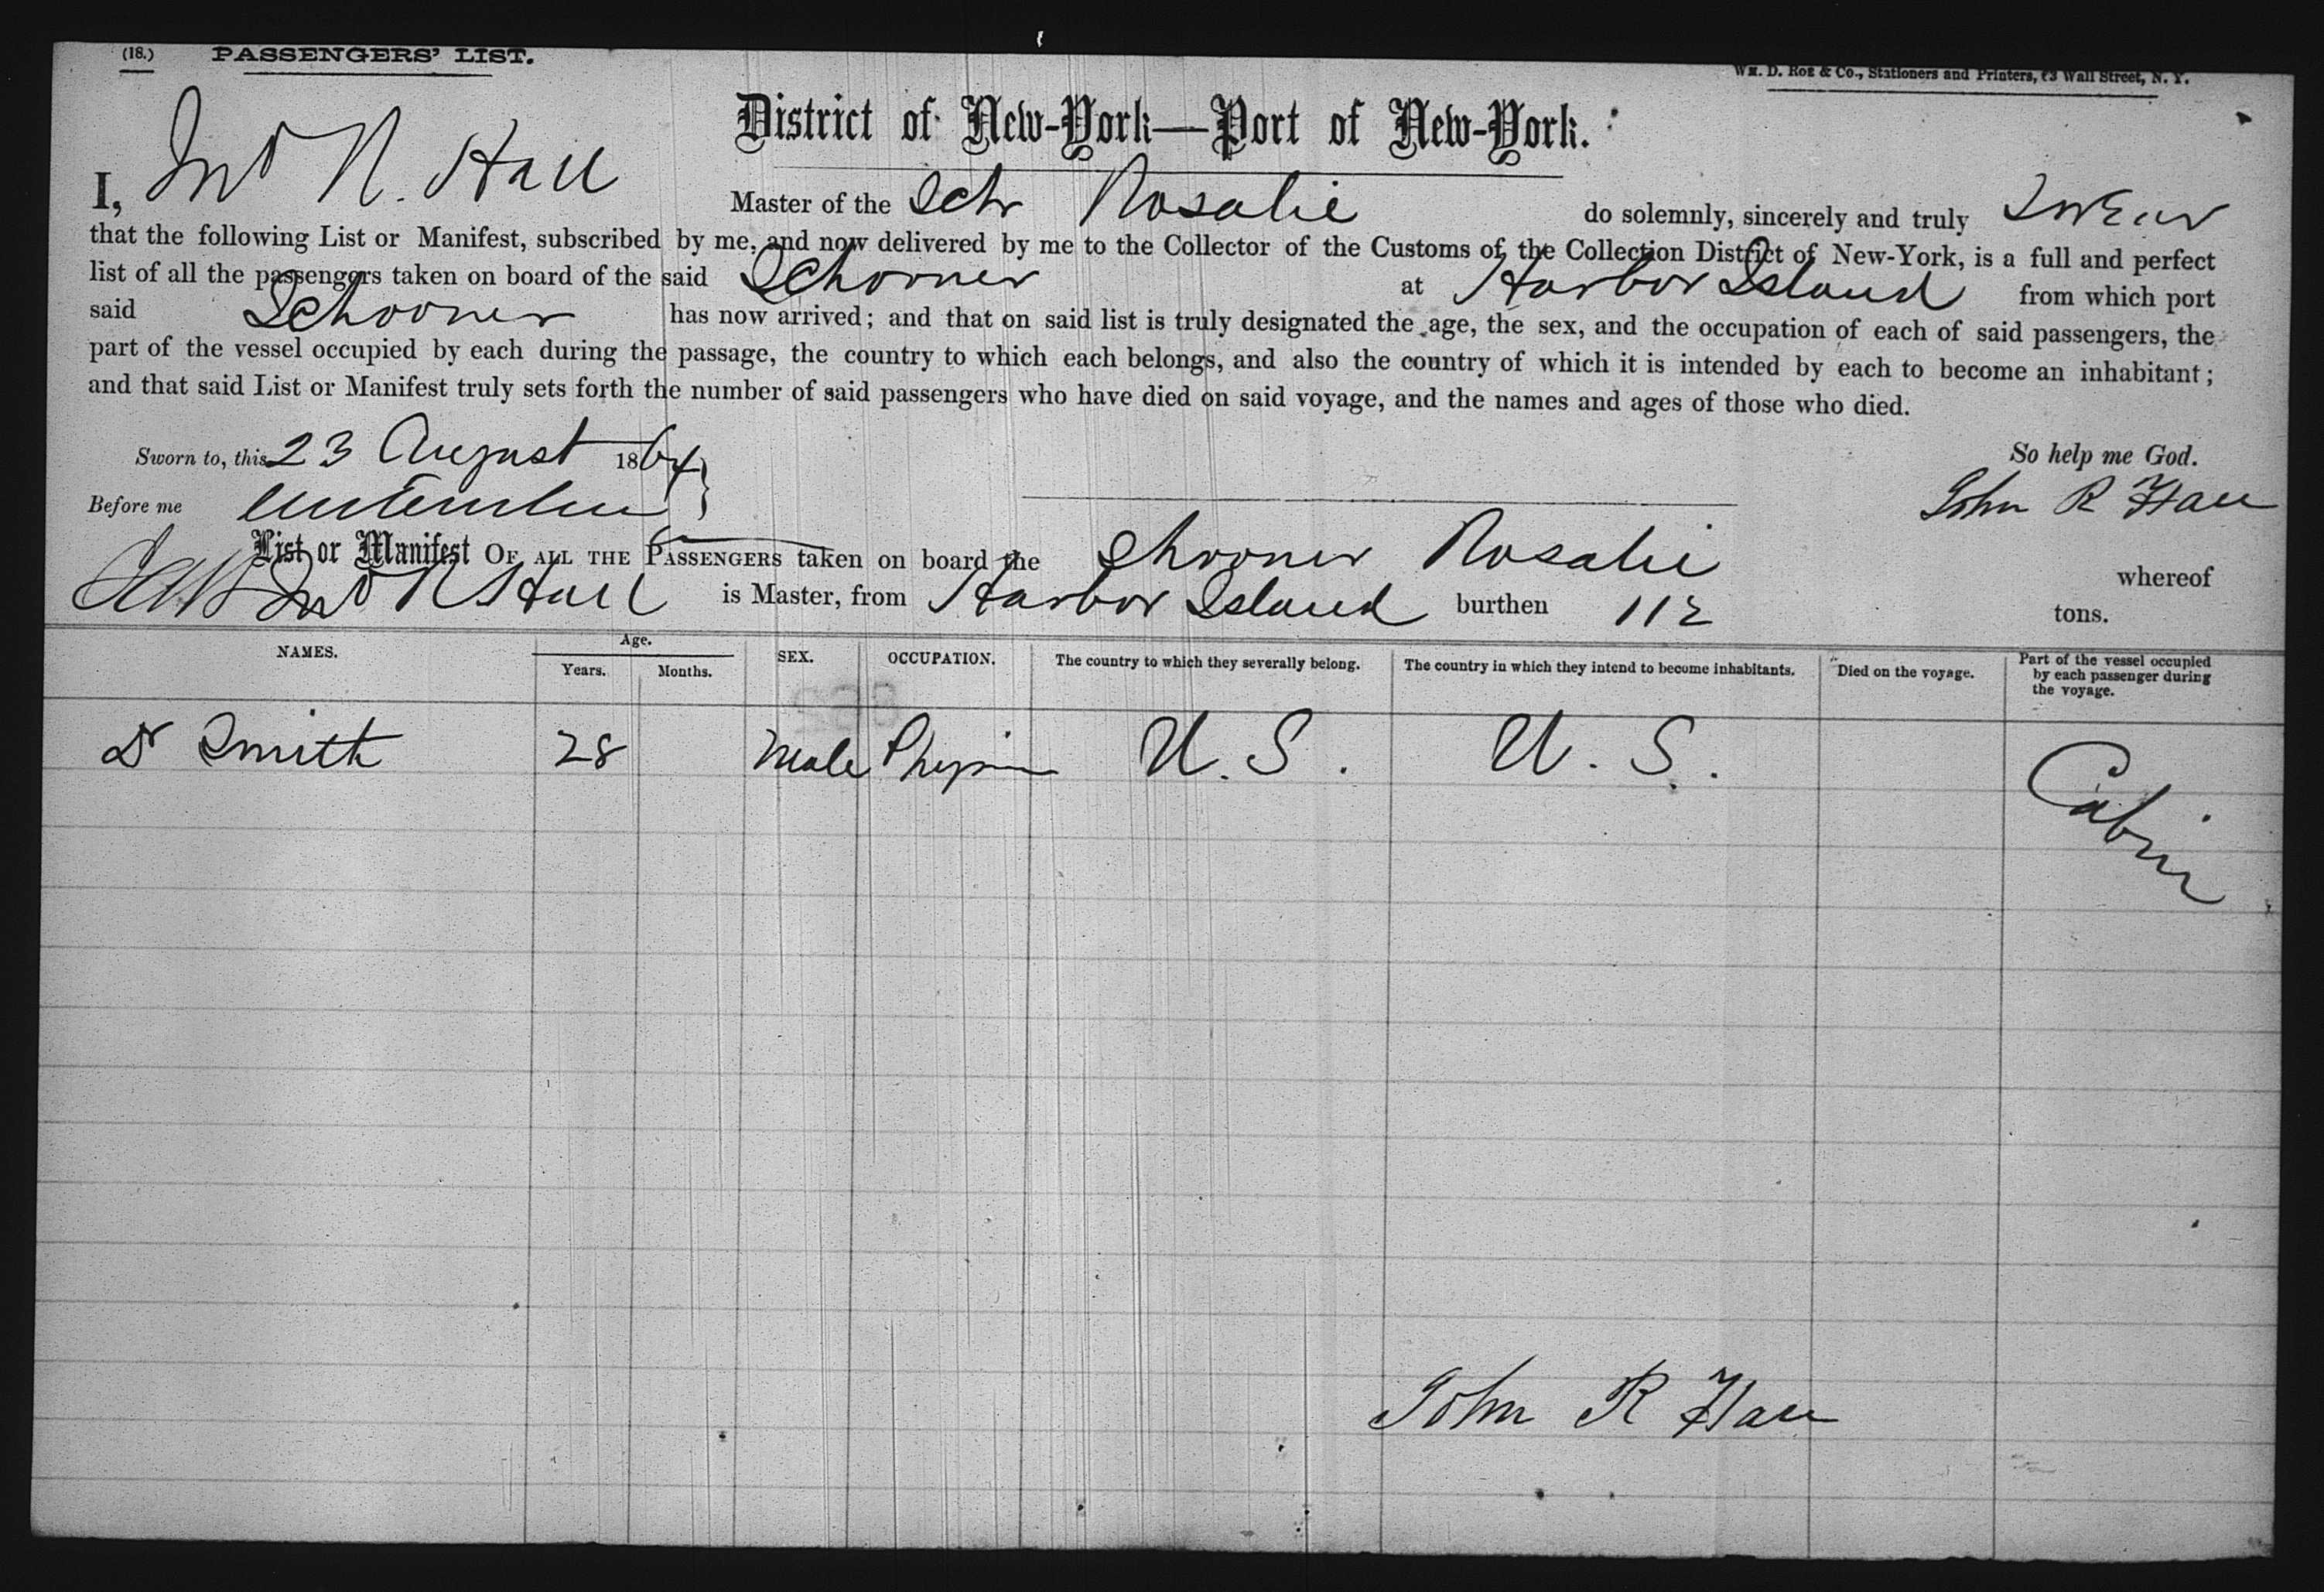 (18.) PASSENGERS' LIST.
Wm. D. Roe & Co., Stationers and Printers, 23 Wall Street, N. Y.
District of New-York—Port of New-York.
I, Jno R. Hall Master of the Schr Rosalie do solemnly, sincerely and truly swear
that the following List or Manifest, subscribed by me, and now delivered by me to the Collector of the Customs of the Collection District of New-York, is a full and perfect
list of all the passengers taken on board of the said Schooner at Harbor Island from which port
said Schooner has now arrived; and that on said list is truly designated the age, the sex, and the occupation of each of said passengers, the
part of the vessel occupied by each during the passage, the country to which each belongs, and also the country of which it is intended by each to become an inhabitant;
and that said List or Manifest truly sets forth the number of said passengers who have died on said voyage, and the names and ages of those who died.
Sworn to, this 23 August 1864
So help me God.
Before me
John R Hall
List or Manifest OF ALL THE PASSENGERS taken on board the Schooner Rosalie whereof
Jno R Hall is Master, from Harbor Island burthen 112 tons.
NAMES. Age. Years. Months. SEX. OCCUPATION. The country to which they severally belong. The country in which they intend to become inhabitants. Died on the voyage. Part of the vessel occupied by each passenger during the voyage.
Dr Smith 28 Male U.S. U.S. Cabin
John R Hall